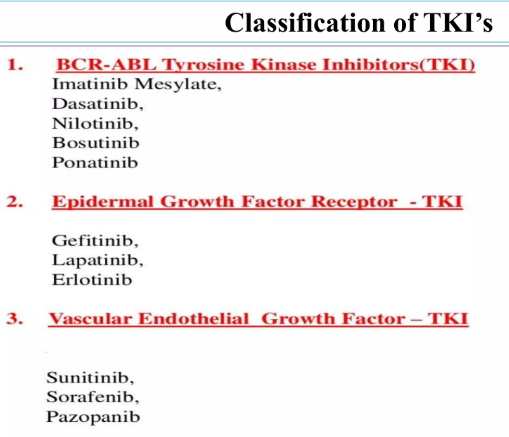 Classification of TKI's
1. BCR-ABL Tyrosine Kinase Inhibitors(TKI)
Imatinib Mesylate,
Dasatinib,
Nilotinib,
Bosutinib
Ponatinib
2. Epidermal Growth Factor Receptor - TKI
Gefitinib,
Lapatinib,
Erlotinib
3. Vascular Endothelial Growth Factor – TKI
Sunitinib,
Sorafenib,
Pazopanib